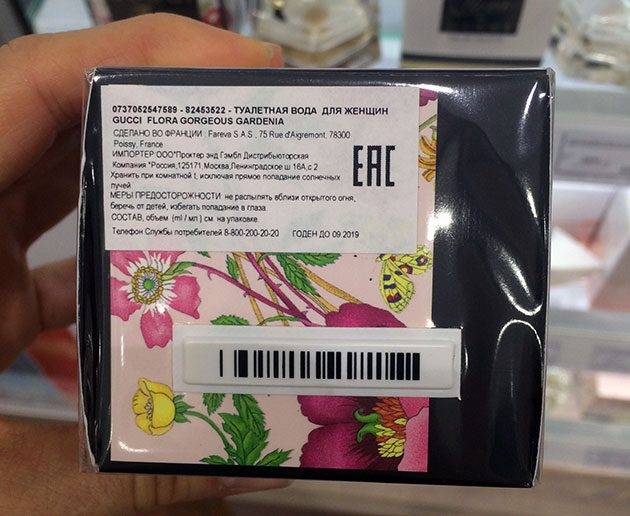 0737052547589 - 82453522 - ТУАЛЕТНАЯ ВОДА ДЛЯ ЖЕНЩИН
GUCCI FLORA GORGEOUS GARDENIA
СДЕЛАНО ВО ФРАНЦИИ : Fareva S.A.S , 75 Rue d'Aigremont, 78300
Poissy, France
ИМПОРТЕР ООО"Проктер энд Гэмбл Дистрибьюторская
Компания "Россия,125171 Москва,Ленинградское ш 16А,с 2
Хранить при комнатной t, исключая прямое попадание солнечных
лучей
МЕРЫ ПРЕДОСТОРОЖНОСТИ: не распылять вблизи открытого огня,
беречь от детей, избегать попадание в глаза.
СОСТАВ, объем (ml / мл ) см. на упаковке.
Телефон Службы потребителей 8-800-200-20-20 ГОДЕН ДО 09.2019
EAC